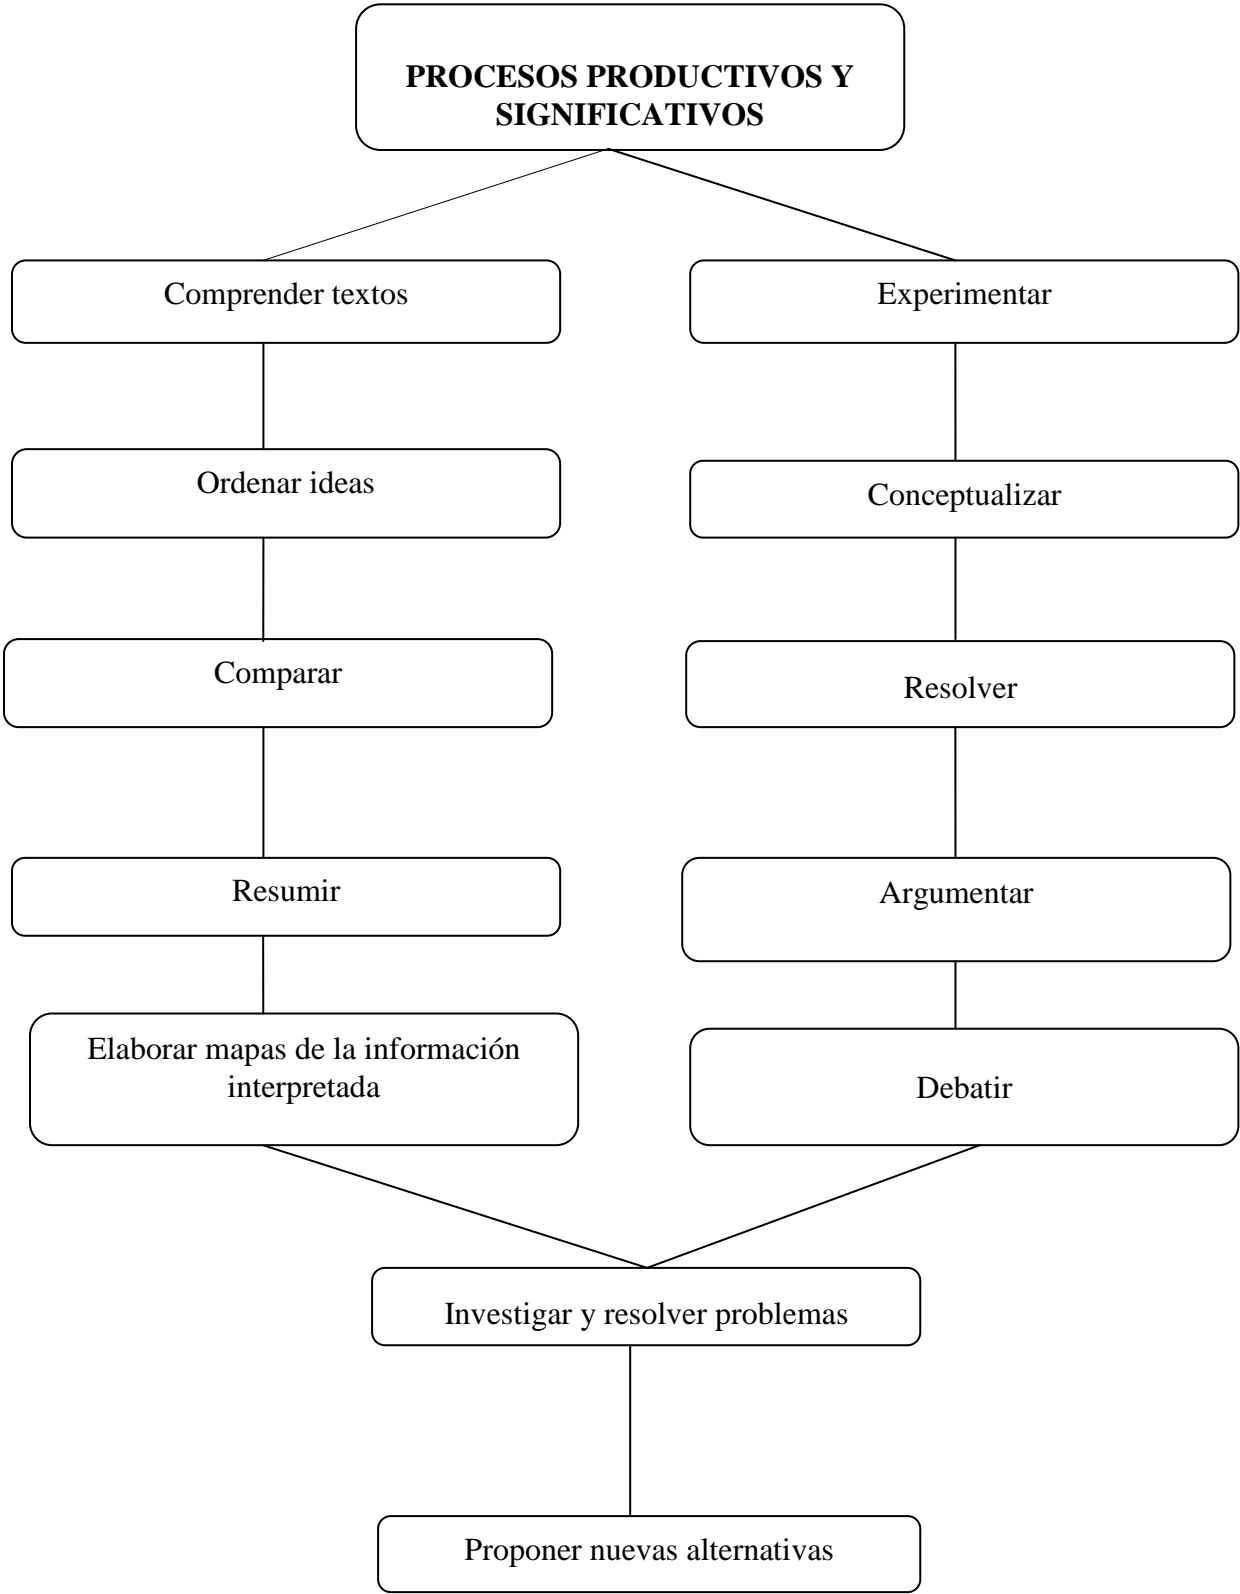 PROCESOS PRODUCTIVOS Y
SIGNIFICATIVOS
Comprender textos
Experimentar
Ordenar ideas
Conceptualizar
Comparar
Resolver
Resumir
Argumentar
Elaborar mapas de la información
interpretada
Debatir
Investigar y resolver problemas
Proponer nuevas alternativas